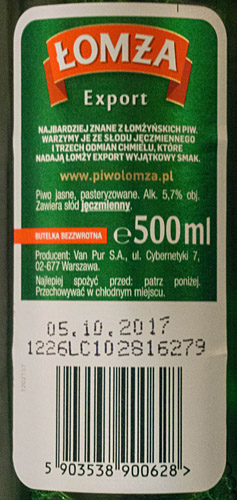 ŁOMŻA
Export
NAJBARDZIEJ ZNANE Z ŁOMŻYŃSKICH PIW.
WARZYMY JE ZE SŁODU JĘCZMIENNEGO
I TRZECH ODMIAN CHMIELU, KTÓRE
NADAJĄ ŁOMŻY EXPORT WYJĄTKOWY SMAK.
www.piwolomza.pl
Piwo jasne, pasteryzowane. Alk. 5,7% obj.
Zawiera słód jęczmienny.
BUTELKA BEZZWROTNA ℮500ml
Producent: Van Pur S.A., ul. Cybernetyki 7,
02-677 Warszawa.
Najlepiej spożyć przed: patrz poniżej.
Przechowywać w chłodnym miejscu.
05.10.2017
1226LC102816279
5 903538 900628 >